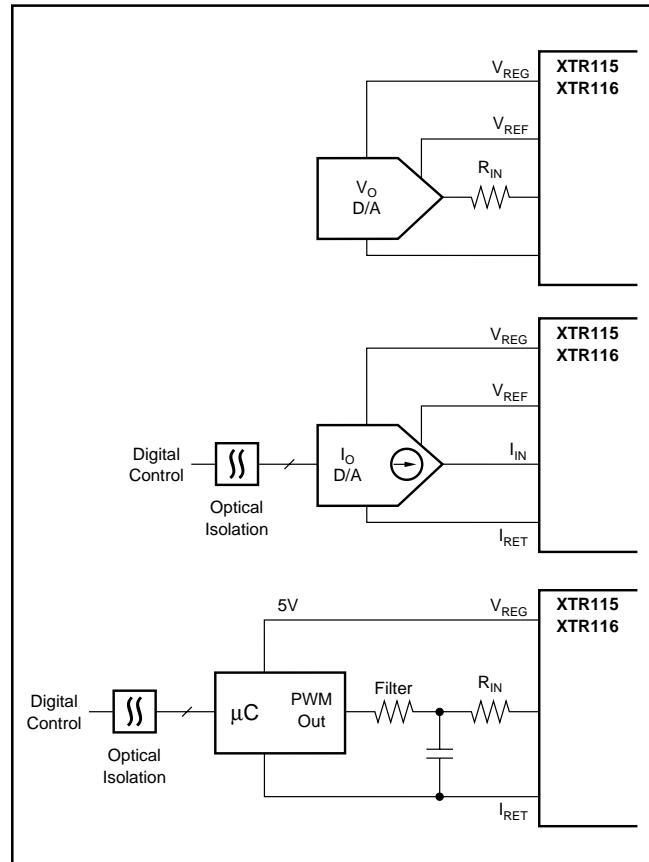 XTR115
XTR116
VREG
VREF
RIN
VO
D/A
XTR115
XTR116
VREG
VREF
Digital
Control
IO
D/A
IIN
Optical
Isolation
IRET
XTR115
XTR116
5V
VREG
Digital
Control
µC
PWM
Out
Filter
RIN
Optical
Isolation
IRET